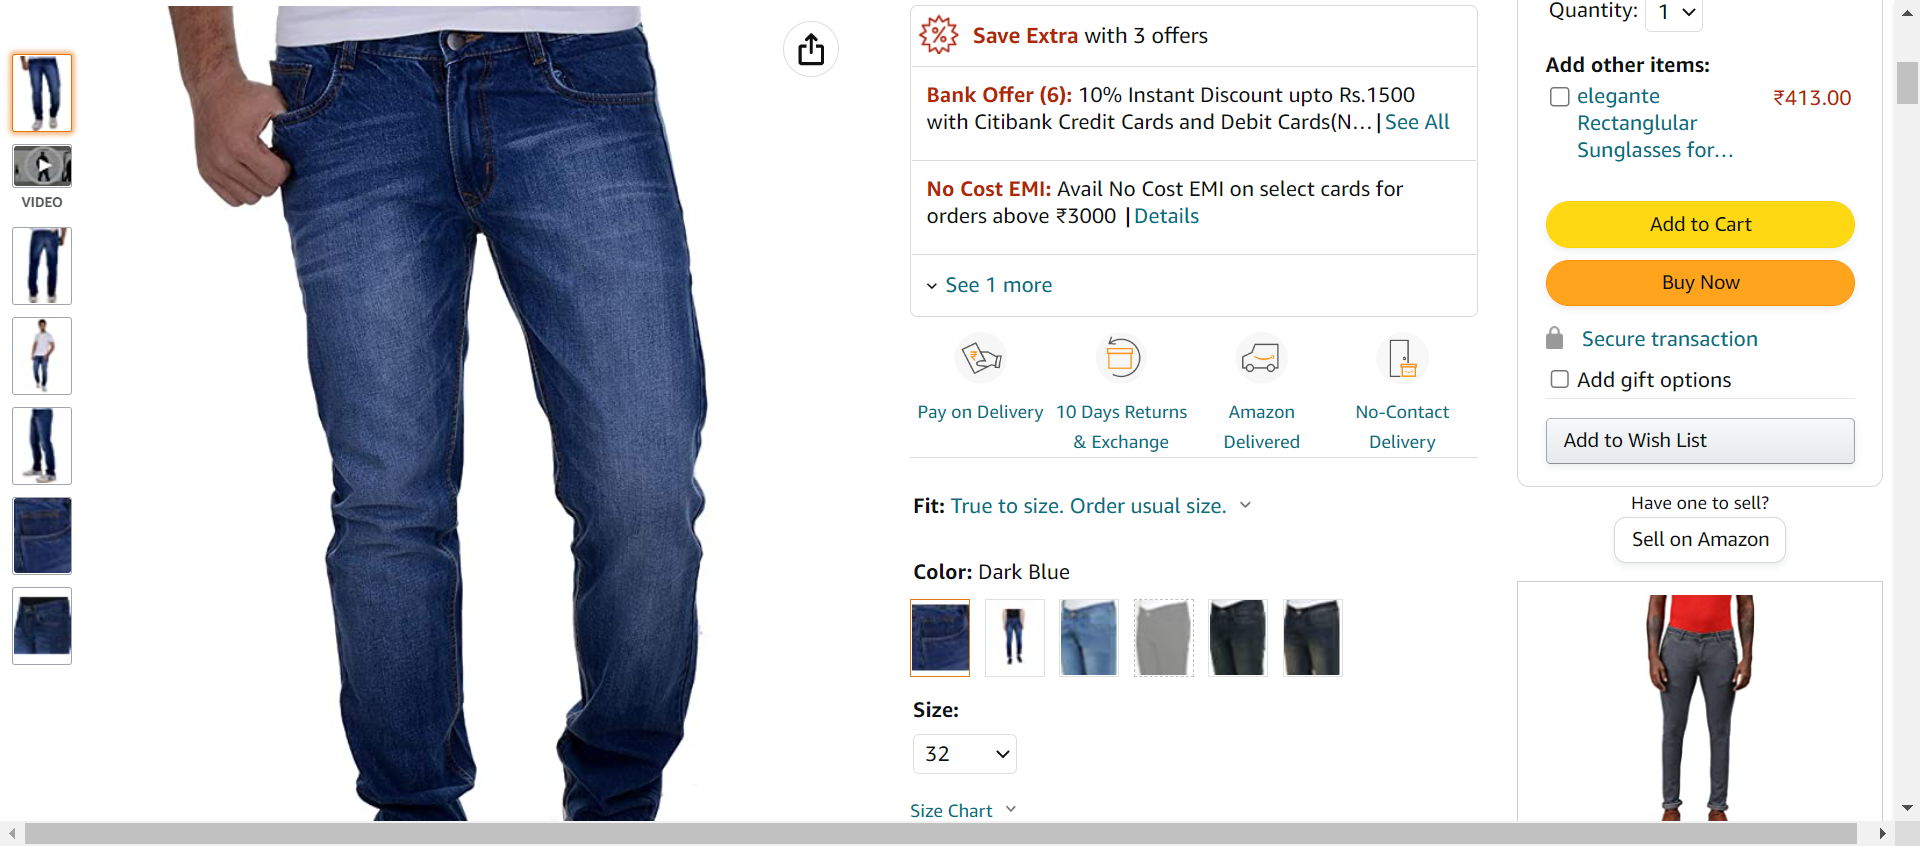 VIDEO
Save Extra with 3 offers
Bank Offer (6): 10% Instant Discount upto Rs.1500
with Citibank Credit Cards and Debit Cards(N... | See All
No Cost EMI: Avail No Cost EMI on select cards for
orders above ₹3000 | Details
See 1 more
Pay on Delivery
10 Days Returns
& Exchange
Amazon
Delivered
No-Contact
Delivery
Fit: True to size. Order usual size.
Color: Dark Blue
Size:
32
Size Chart
Quantity: 1
Add other items:
elegante
Rectanglular
Sunglasses for...
₹413.00
Add to Cart
Buy Now
Secure transaction
Add gift options
Add to Wish List
Have one to sell?
Sell on Amazon